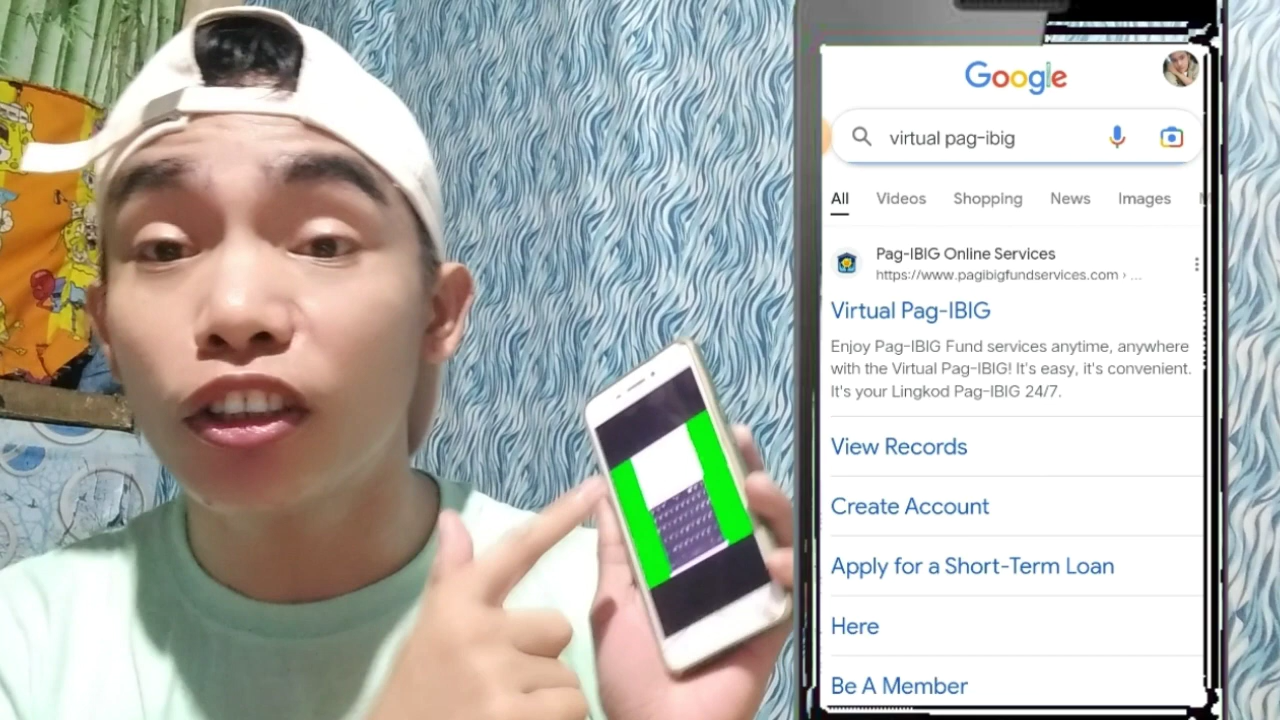 Google
virtual pag-ibig
All Videos Shopping News Images
Pag-IBIG Online Services
https://www.pagibigfundservices.com › ...
Virtual Pag-IBIG
Enjoy Pag-IBIG Fund services anytime, anywhere
with the Virtual Pag-IBIG! It's easy, it's convenient.
It's your Lingkod Pag-IBIG 24/7.
View Records
Create Account
Apply for a Short-Term Loan
Here
Be A Member